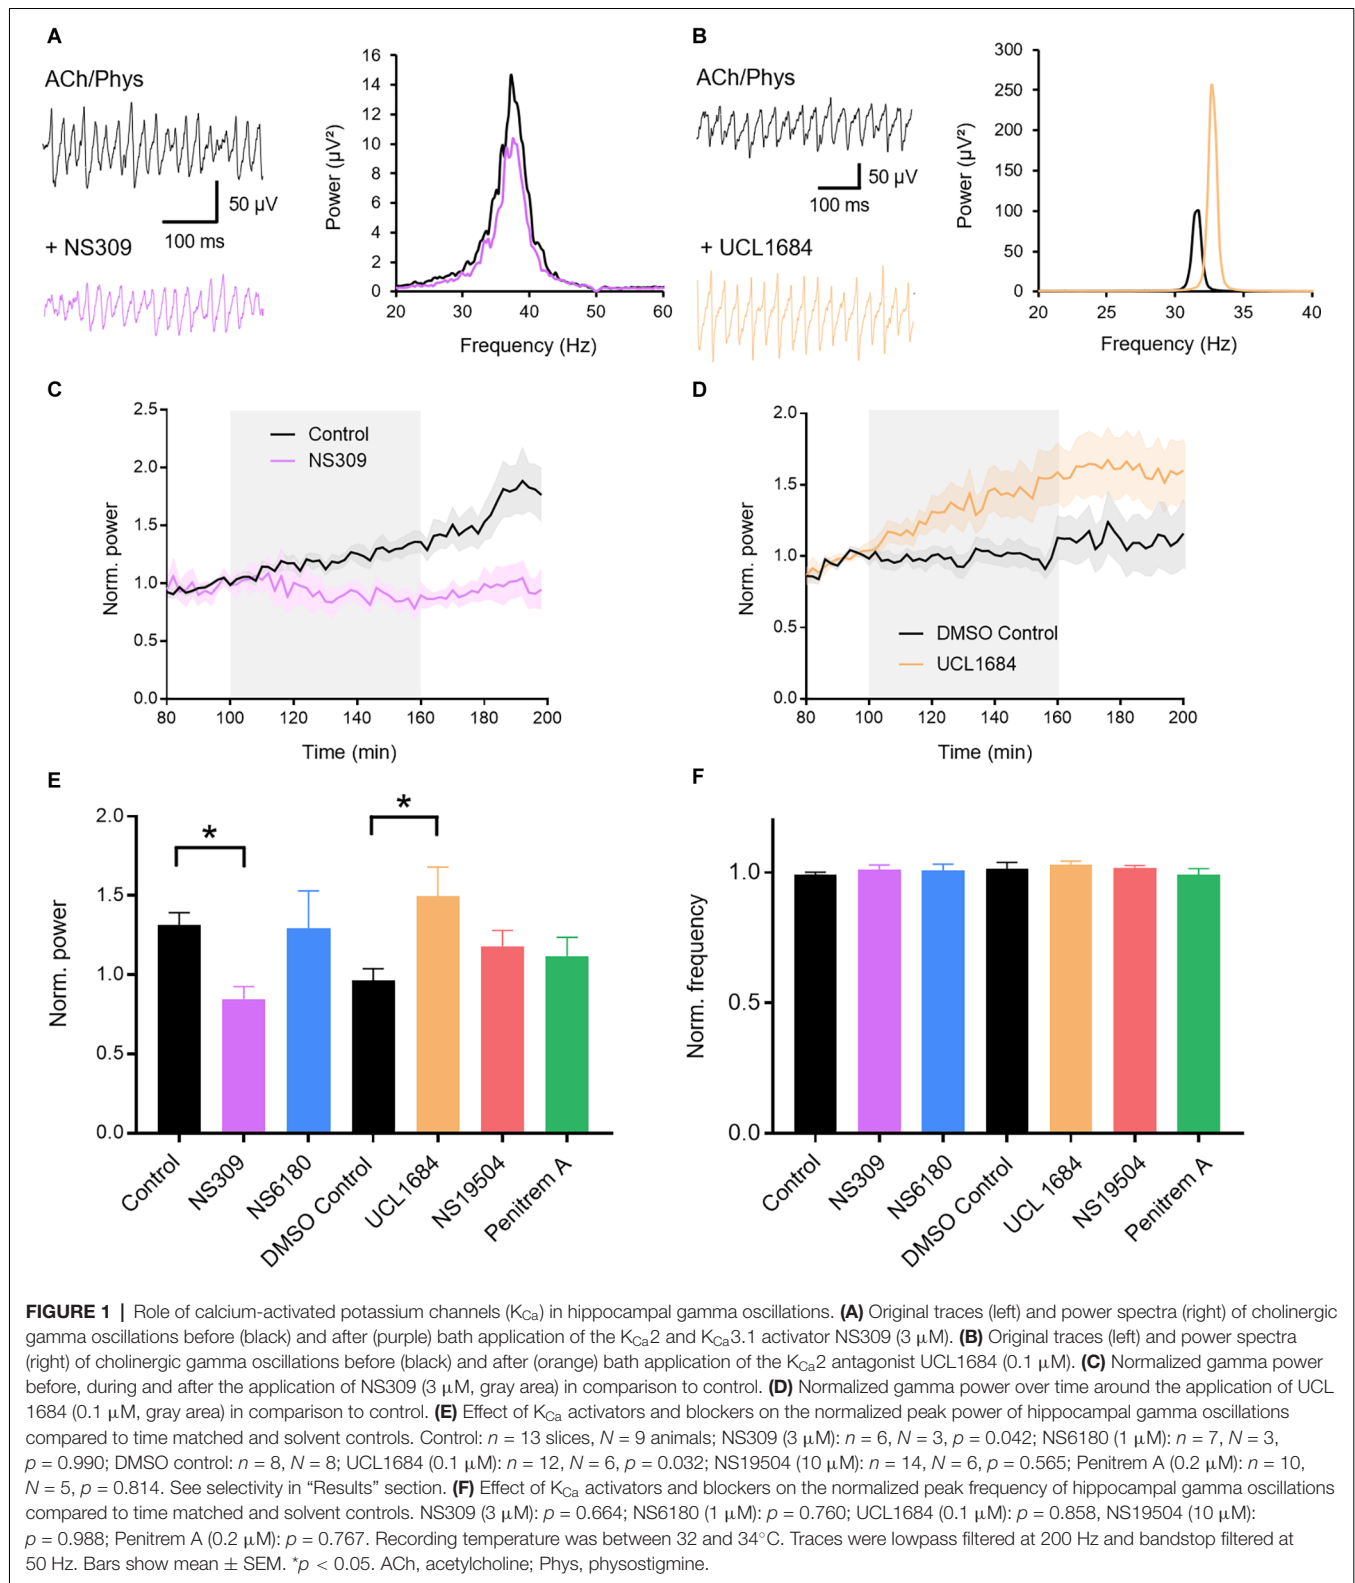 A
ACh/Phys
50 µV
100 ms
+ NS309
Power (µV²)
16
14
12
10
8
6
4
2
0
20 30 40 50 60
Frequency (Hz)
B
ACh/Phys
50 µV
100 ms
+ UCL1684
Power (µV²)
300
250
200
150
100
50
0
20 25 30 35 40
Frequency (Hz)
C
Norm. power
2.5
2.0
1.5
1.0
0.5
0.0
Control
NS309
80 100 120 140 160 180 200
Time (min)
D
Norm. power
2.0
1.5
1.0
0.5
0.0
DMSO Control
UCL1684
80 100 120 140 160 180 200
Time (min)
E
Norm. power
2.0
1.5
1.0
0.5
0.0
*
*
Control
NS309
NS6180
DMSO Control
UCL1684
NS19504
Penitrem A
F
Norm. frequency
1.0
0.5
0.0
Control
NS309
NS6180
DMSO Control
UCL 1684
NS19504
Penitrem A
FIGURE 1 | Role of calcium-activated potassium channels (KCa) in hippocampal gamma oscillations. (A) Original traces (left) and power spectra (right) of cholinergic
gamma oscillations before (black) and after (purple) bath application of the KCa2 and KCa3.1 activator NS309 (3 µM). (B) Original traces (left) and power spectra
(right) of cholinergic gamma oscillations before (black) and after (orange) bath application of the KCa2 antagonist UCL1684 (0.1 µM). (C) Normalized gamma power
before, during and after the application of NS309 (3 µM, gray area) in comparison to control. (D) Normalized gamma power over time around the application of UCL
1684 (0.1 µM, gray area) in comparison to control. (E) Effect of KCa activators and blockers on the normalized peak power of hippocampal gamma oscillations
compared to time matched and solvent controls. Control: n = 13 slices, N = 9 animals; NS309 (3 µM): n = 6, N = 3, p = 0.042; NS6180 (1 µM): n = 7, N = 3,
p = 0.990; DMSO control: n = 8, N = 8; UCL1684 (0.1 µM): n = 12, N = 6, p = 0.032; NS19504 (10 µM): n = 14, N = 6, p = 0.565; Penitrem A (0.2 µM): n = 10,
N = 5, p = 0.814. See selectivity in “Results” section. (F) Effect of KCa activators and blockers on the normalized peak frequency of hippocampal gamma oscillations
compared to time matched and solvent controls. NS309 (3 µM): p = 0.664; NS6180 (1 µM): p = 0.760; UCL1684 (0.1 µM): p = 0.858, NS19504 (10 µM):
p = 0.988; Penitrem A (0.2 µM): p = 0.767. Recording temperature was between 32 and 34°C. Traces were lowpass filtered at 200 Hz and bandstop filtered at
50 Hz. Bars show mean ± SEM. *p < 0.05. ACh, acetylcholine; Phys, physostigmine.